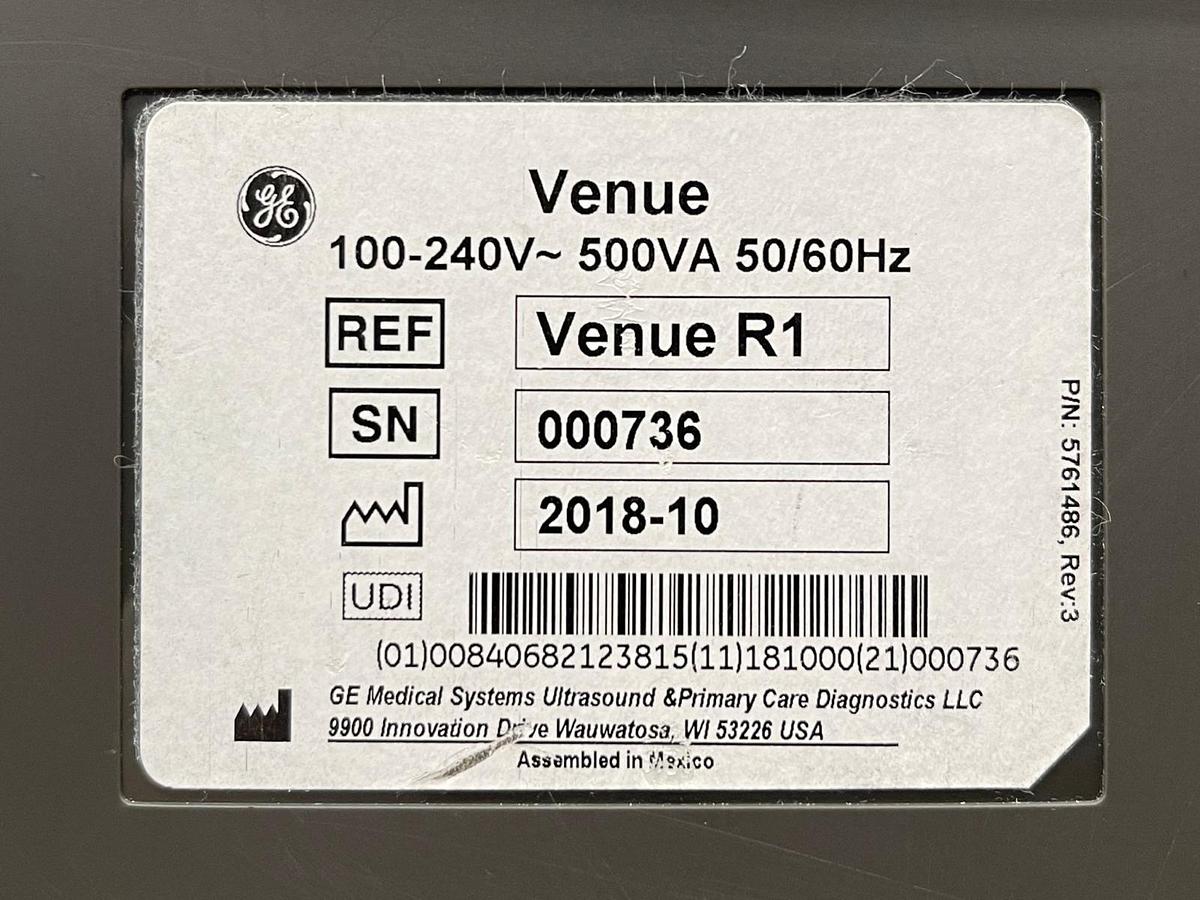 GE
Venue
100-240V~ 500VA 50/60Hz
REF Venue R1
SN 000736
2018-10
UDI
(01)00840682123815(11)181000(21)000736
GE Medical Systems Ultrasound &Primary Care Diagnostics LLC
9900 Innovation Drive Wauwatosa, WI 53226 USA
Assembled in Mexico
P/N: 5761486, Rev:3